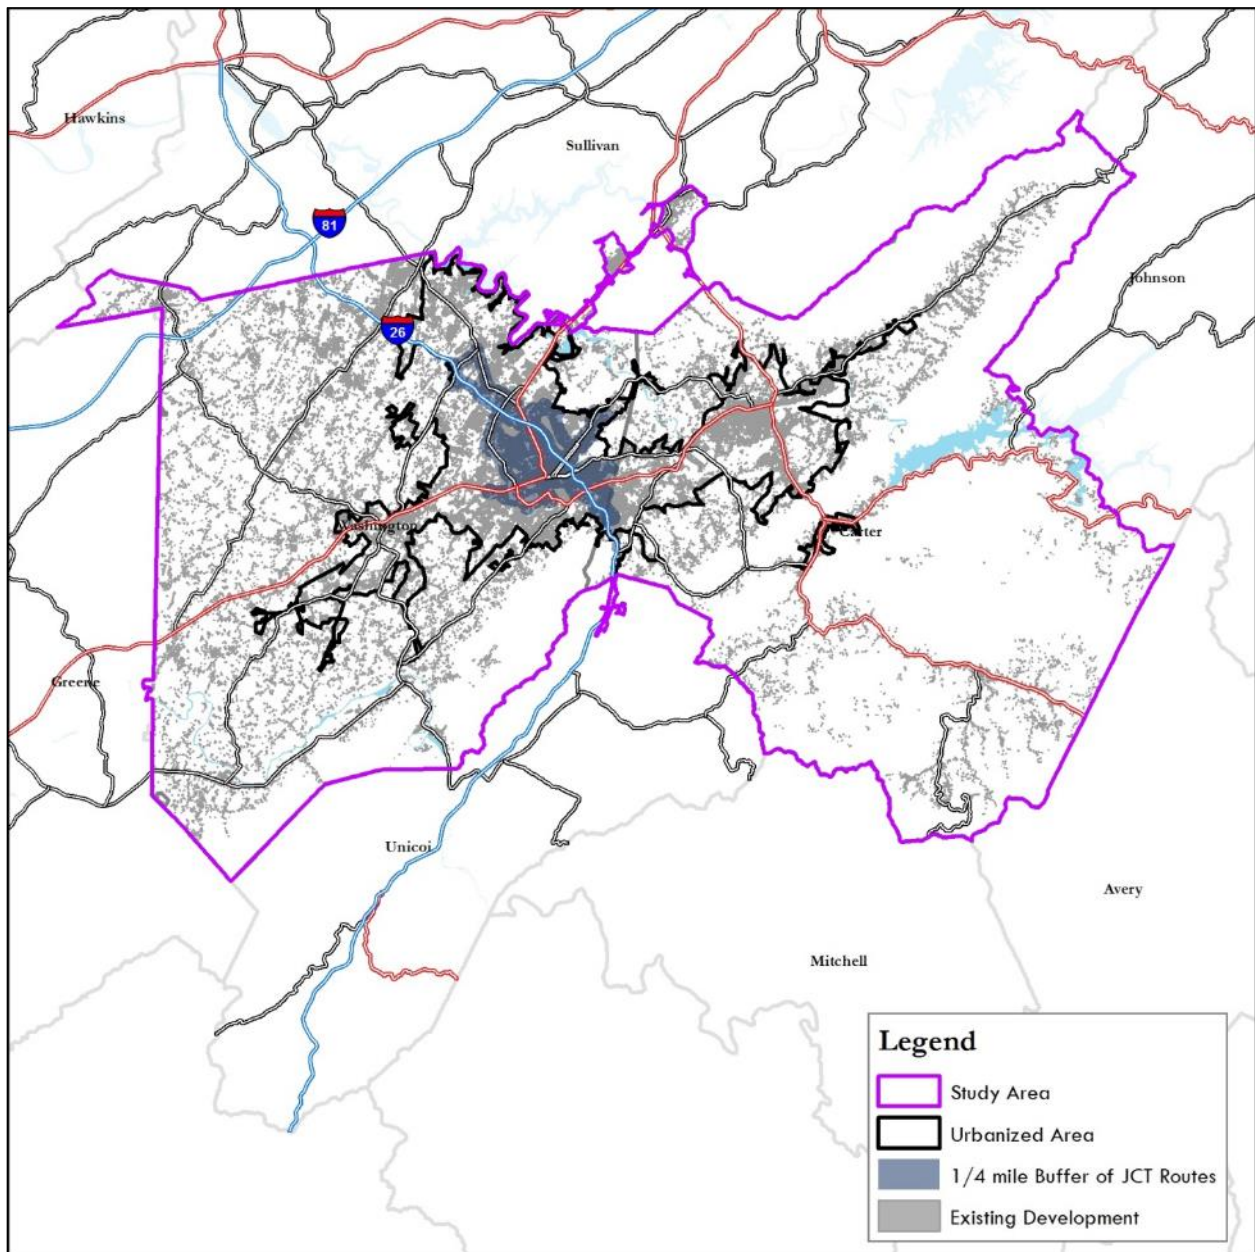 Hawkins
Sullivan
81
Johnson
26
Washington
Carter
Greene
Unicoi
Avery
Mitchell
Legend
Study Area
Urbanized Area
1/4 mile Buffer of JCT Routes
Existing Development